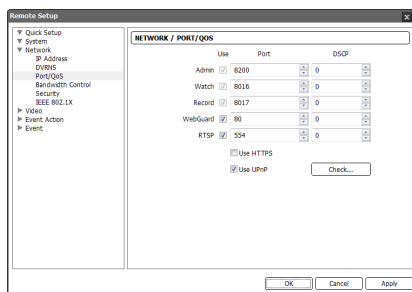 Remote Setup
x
Quick Setup
System
Network
IP Address
DVRNS
Port/QoS
Bandwidth Control
Security
IEEE 802.1X
Video
Event Action
Event
NETWORK / PORT/QOS
Use Port DSCP
Admin 8200 0
Watch 8016 0
Record 8017 0
WebGuard 80 0
RTSP 554 0
Use HTTPS
Use UPnP Check...
OK Cancel Apply